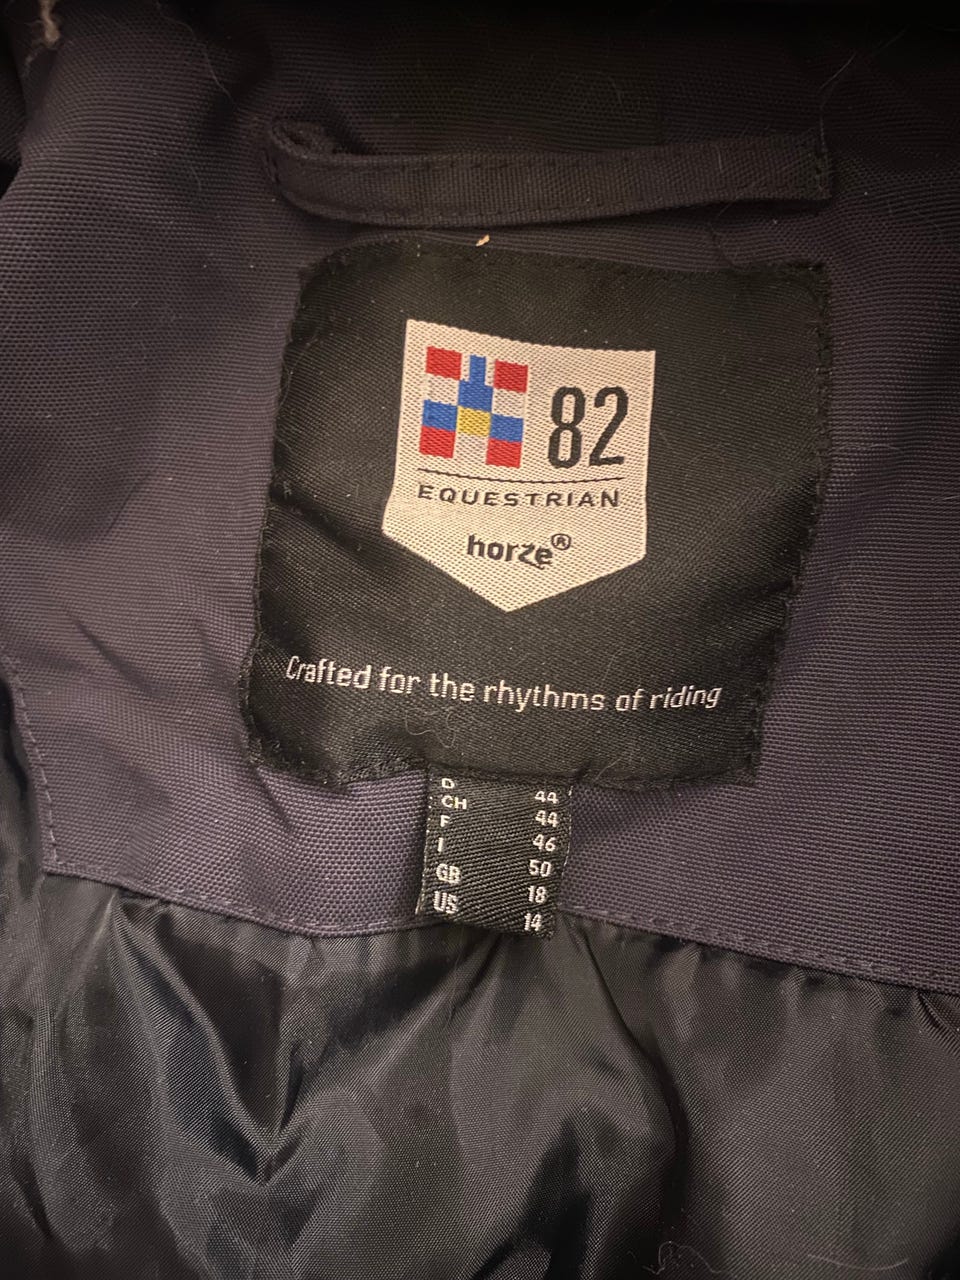 82
EQUESTRIAN
horze®
Crafted for the rhythms of riding
D 44
CH 44
F 46
I 50
GB 18
US 14